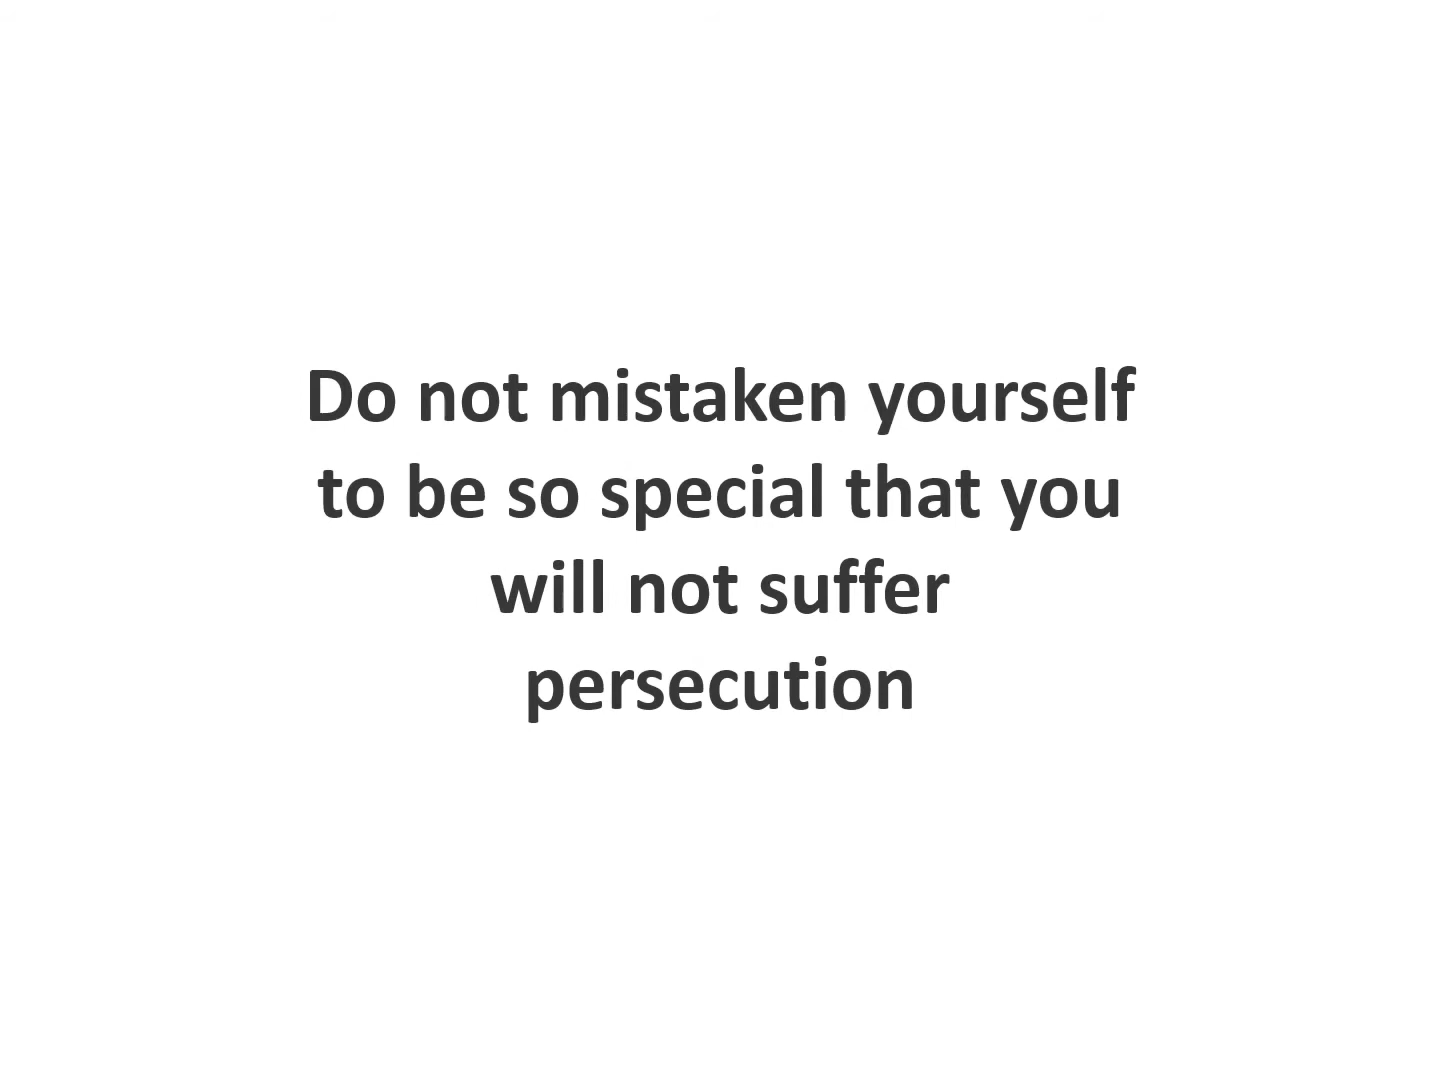 Do not mistaken yourself
to be so special that you
will not suffer
persecution